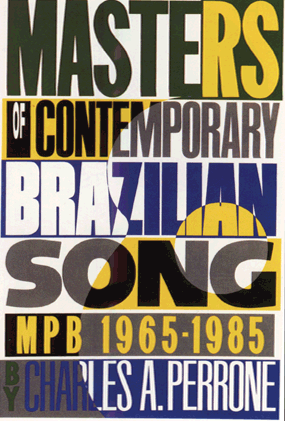 MASTERS
OF CONTEMPORARY
BRAZILIAN
SONG
MPB 1965-1985
BY CHARLES A. PERRONE